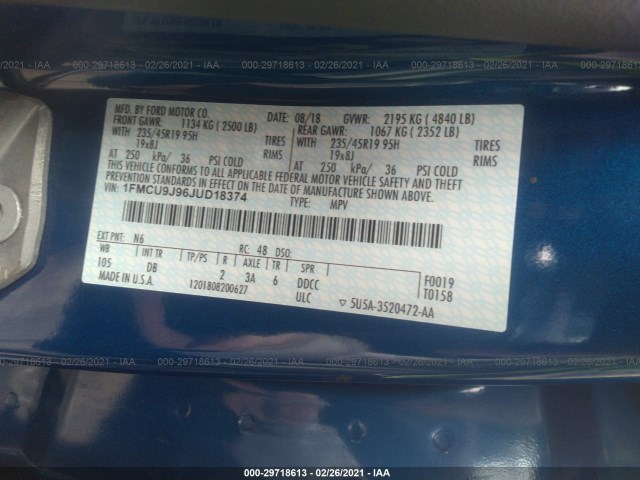 000-29718613 - 02/26/2021 - IAA
MFD. BY FORD MOTOR CO.
DATE: 08/18 GVWR: 2195 KG ( 4840 LB)
FRONT GAWR: 1134 KG ( 2500 LB)
REAR GAWR: 1067 KG ( 2352 LB)
WITH 235/45R19 95H TIRES
WITH 235/45R19 95H TIRES
19x8J RIMS
19x8J RIMS
AT 250 kPa/ 36 PSI COLD
AT 250 kPa/ 36 PSI COLD
THIS VEHICLE CONFORMS TO ALL APPLICABLE FEDERAL MOTOR VEHICLE SAFETY AND THEFT
PREVENTION STANDARDS IN EFFECT ON THE DATE OF MANUFACTURE SHOWN ABOVE.
VIN: 1FMCU9J96JUD18374
TYPE: MPV
EXT PNT: N6 RC: 48 DSO:
WB INT TR TP/PS R AXLE TR SPR
105 DB 2 3A 6 DDCC
F0019
T0158
MADE IN U.S.A. 1201808200627 ULC
5U5A-3520472-AA
000-29718613 - 02/26/2021 - IAA